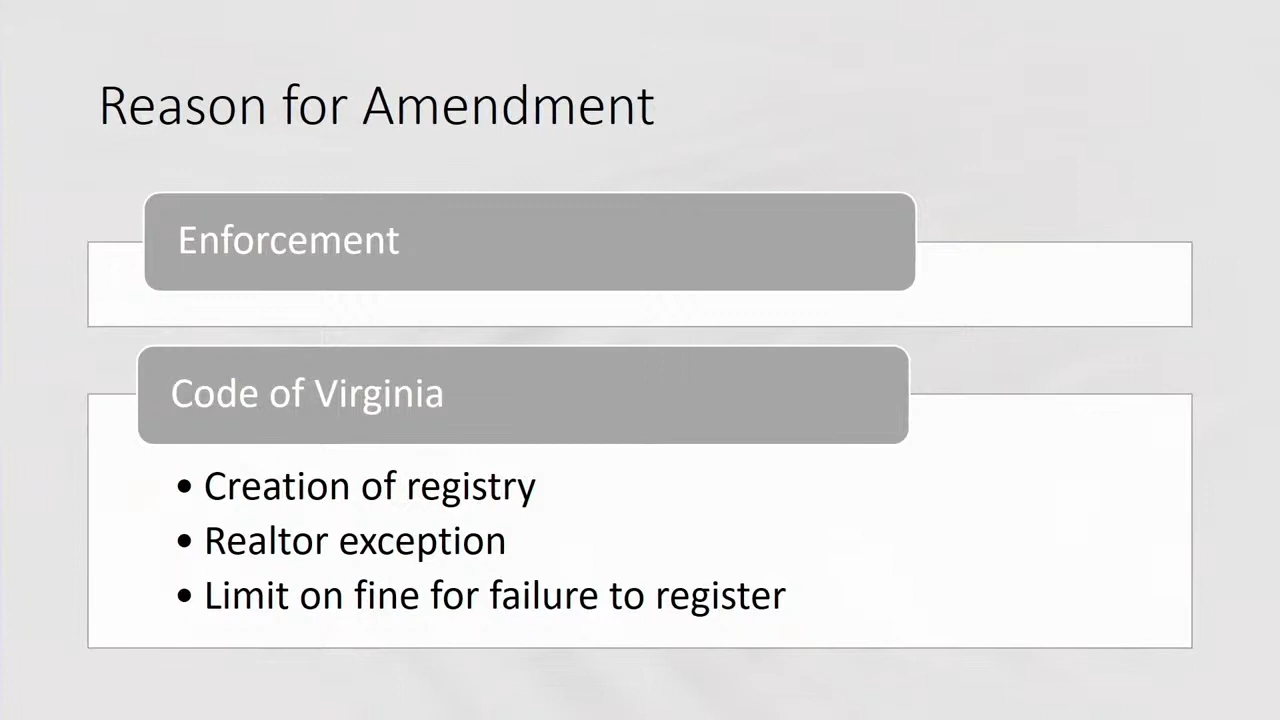 Reason for Amendment
Enforcement
Code of Virginia
• Creation of registry
• Realtor exception
• Limit on fine for failure to register